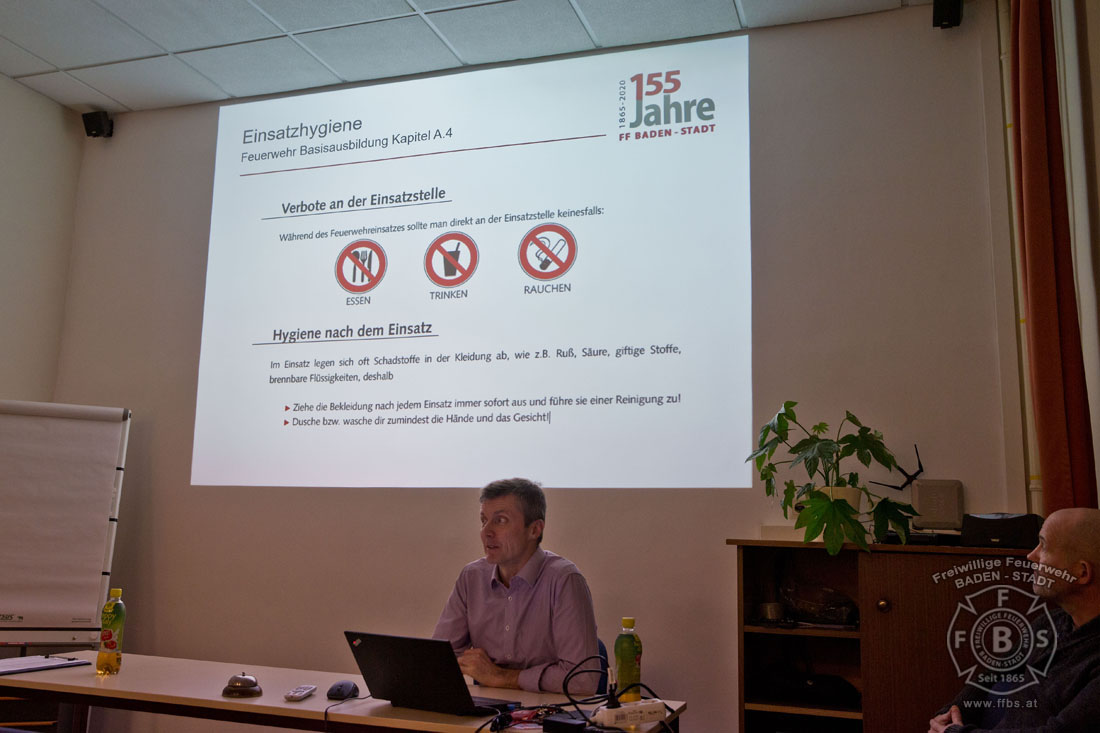 Einsatzhygiene
Feuerwehr Basisausbildung Kapitel A.4
1865-2020
155
Jahre
FF BADEN - STADT
Verbote an der Einsatzstelle
Während des Feuerwehreinsatzes sollte man direkt an der Einsatzstelle keinesfalls:
ESSEN
TRINKEN
RAUCHEN
Hygiene nach dem Einsatz
Im Einsatz legen sich oft Schadstoffe in der Kleidung ab, wie z.B. Ruß, Säure, giftige Stoffe,
brennbare Flüssigkeiten, deshalb
▶ Ziehe die Bekleidung nach jedem Einsatz immer sofort aus und führe sie einer Reinigung zu!
▶ Dusche bzw. wasche dir zumindest die Hände und das Gesicht!
Freiwillige Feuerwehr
BADEN - STADT
F
FREIWILLIGE FEUERWEHR
F B S
BADEN-STADT
Seit 1865
www.ffbs.at